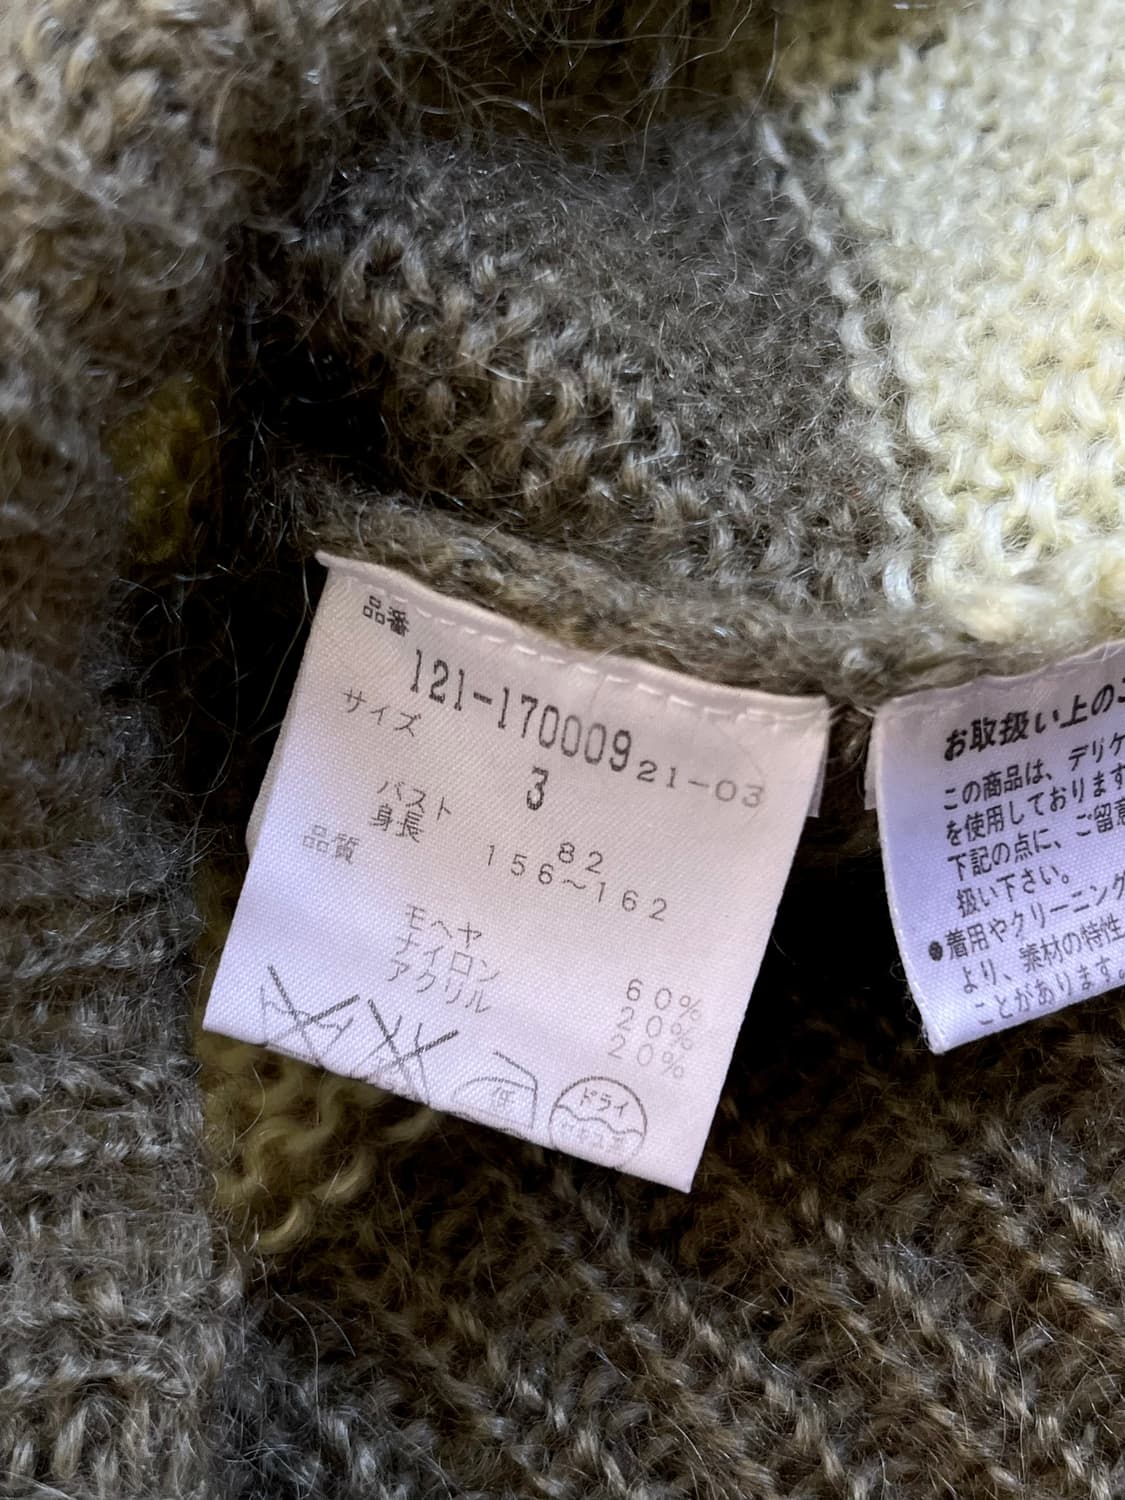 品番
121-170009 21-03
サイズ
3
バスト 82
身長 156〜162
品質
モヘヤ 60%
ナイロン 20%
アクリル 20%
低
ドライ
セキユ系
お取扱い上のご
この商品は、デリケ
を使用しております
下記の点に、ご留意
扱い下さい。
●着用やクリーニング
より、素材の特性
ことがあります。